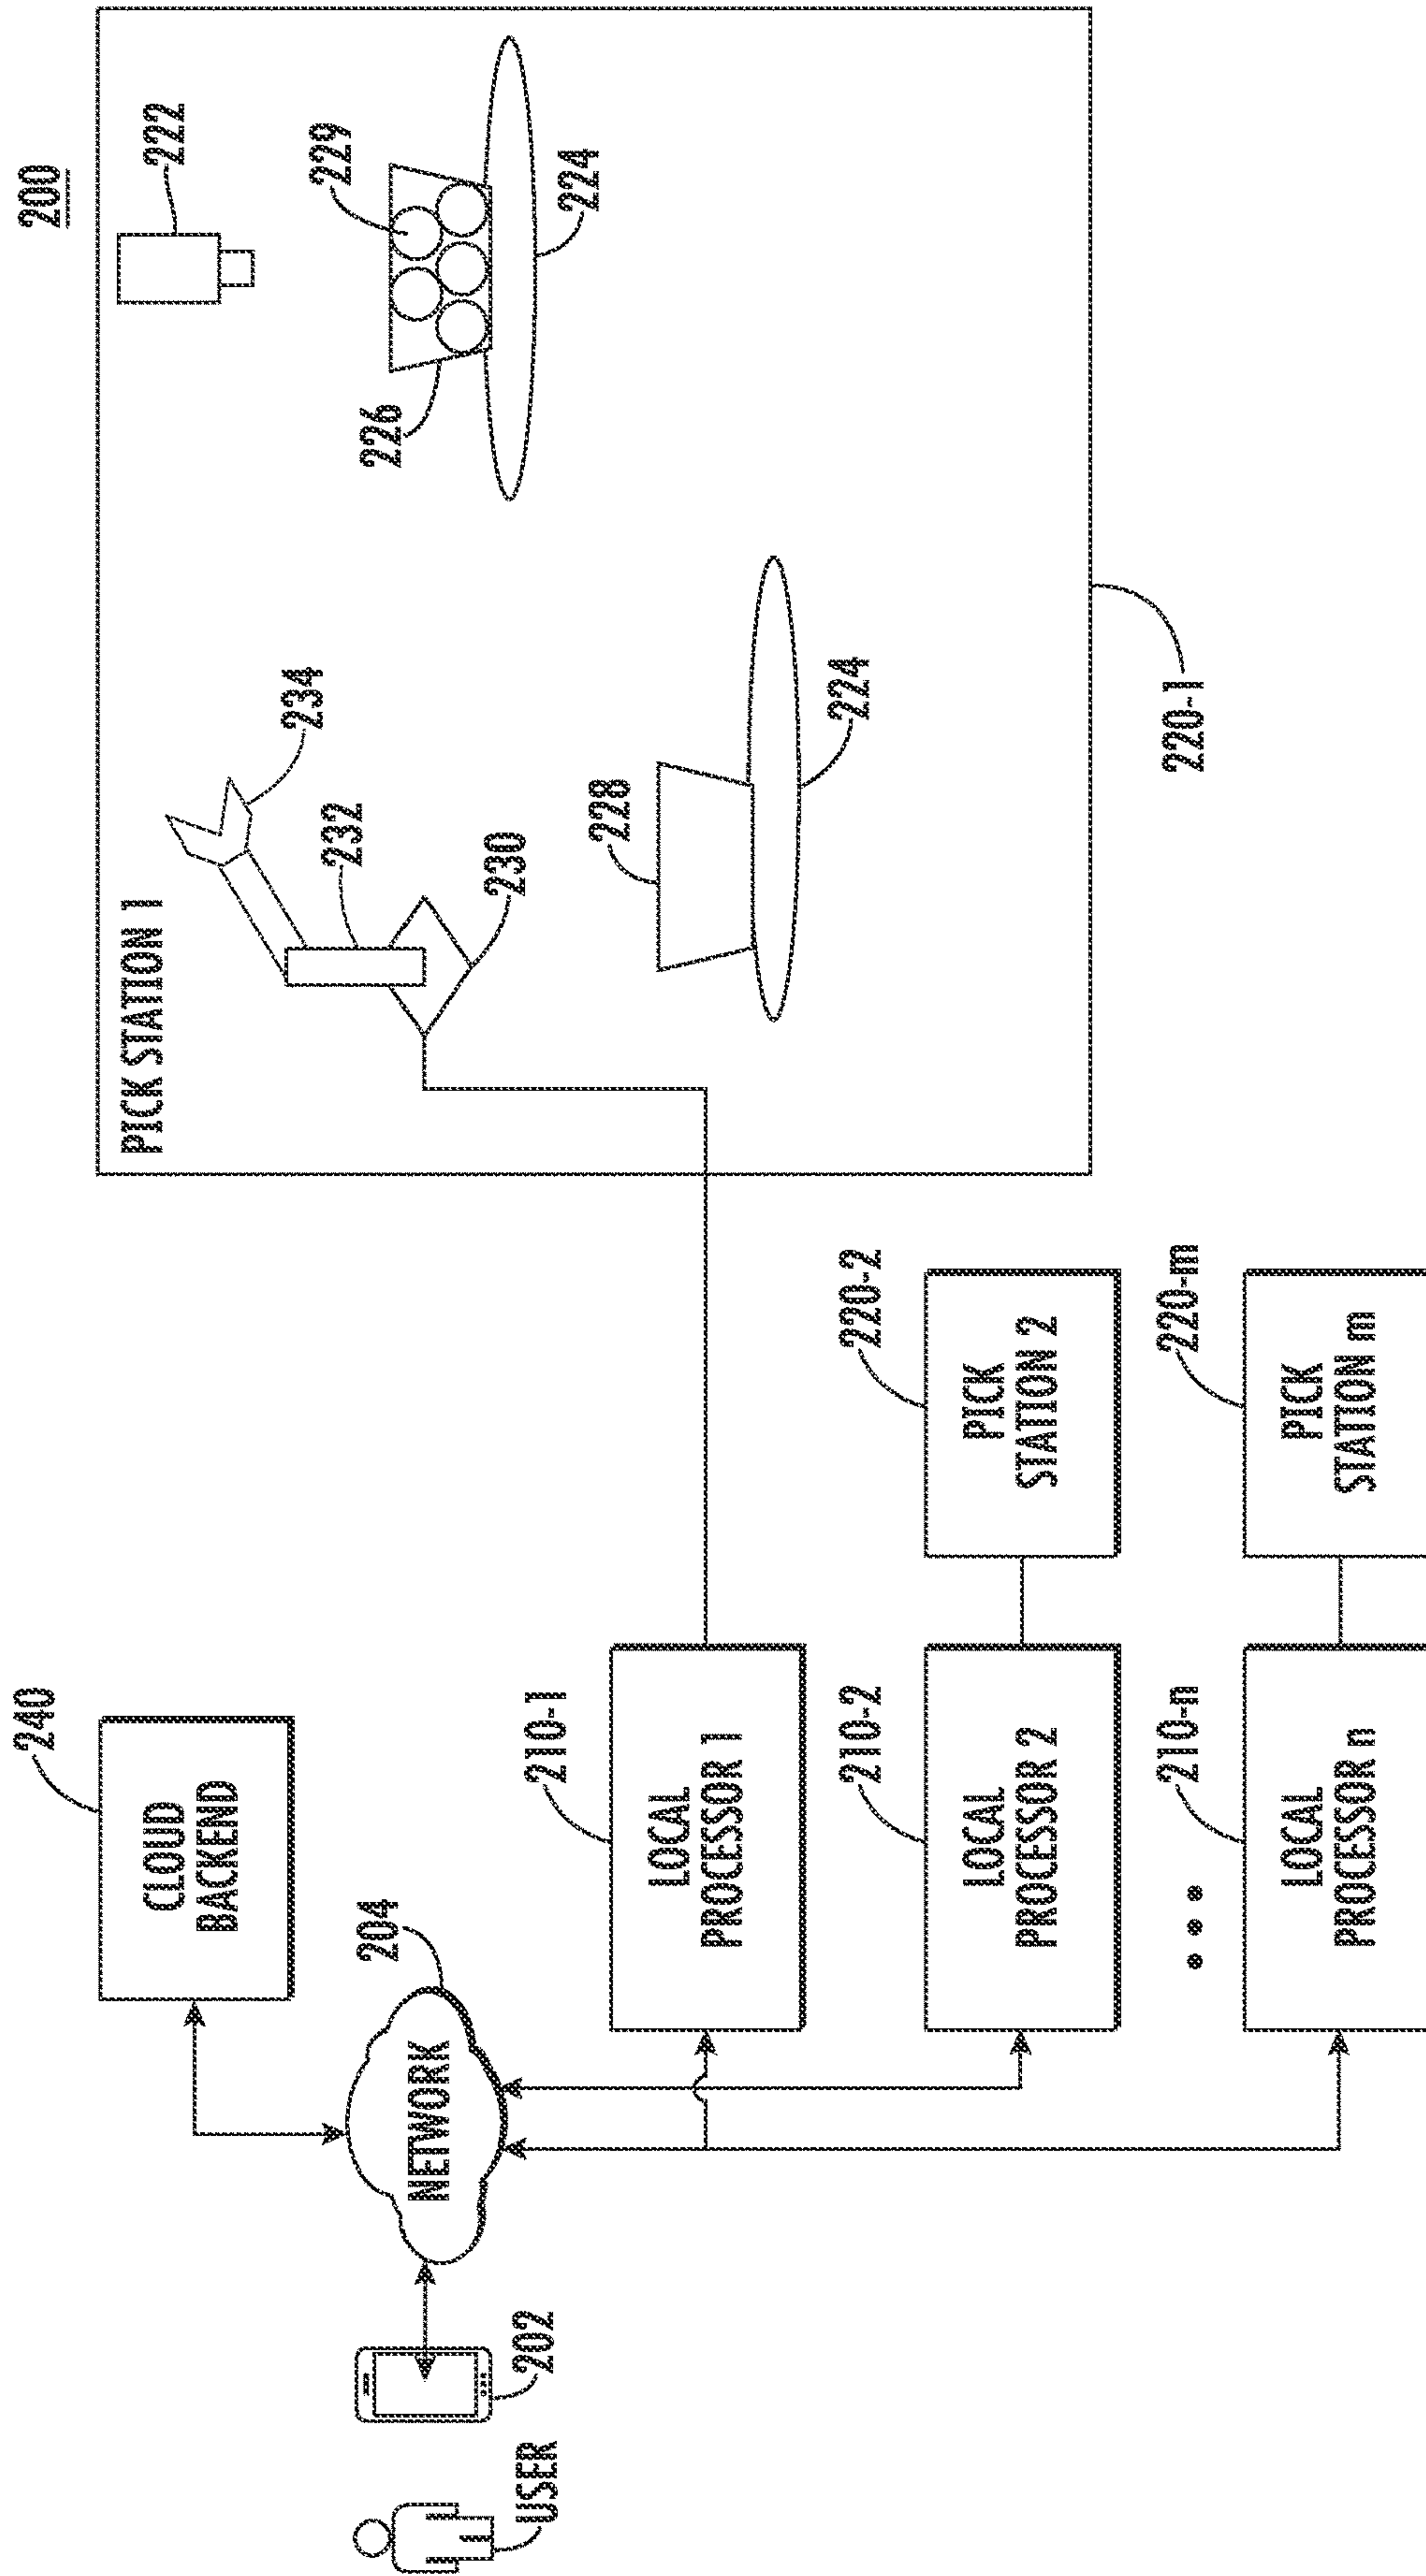 200
PICK STATION 1
222
229
226
224
234
232
230
228
224
220-1
240
CLOUD
BACKEND
204
NETWORK
202
USER
210-1
LOCAL
PROCESSOR 1
210-2
LOCAL
PROCESSOR 2
220-2
PICK
STATION 2
210-n
LOCAL
PROCESSOR n
220-m
PICK
STATION m